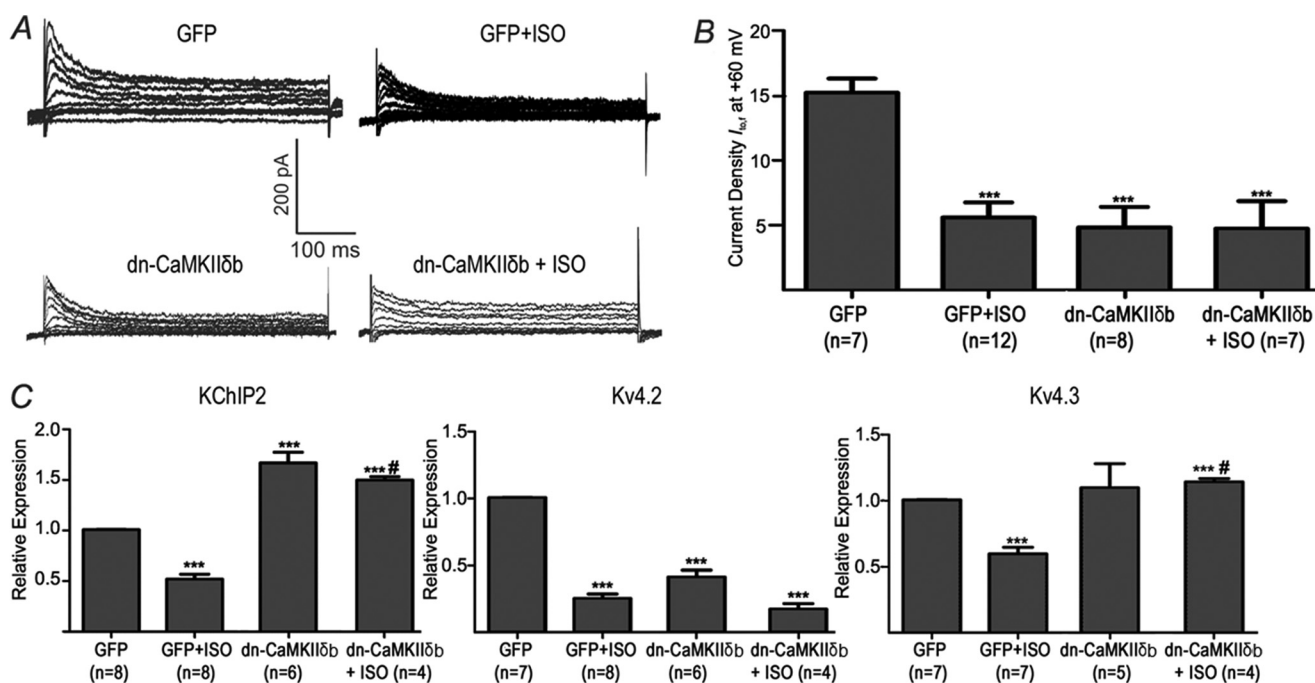 A
GFP
GFP+ISO
200 pA
100 ms
dn-CaMKIIδb
dn-CaMKIIδb + ISO
B
Current Density Ito,f at +60 mV
20
15
10
5
***
***
***
GFP
(n=7)
GFP+ISO
(n=12)
dn-CaMKIIδb
(n=8)
dn-CaMKIIδb
+ ISO (n=7)
C
KChIP2
Relative Expression
2.0
1.5
1.0
0.5
***
***
*** #
GFP
(n=8)
GFP+ISO
(n=8)
dn-CaMKIIδb
(n=6)
dn-CaMKIIδb
+ ISO (n=4)
Kv4.2
Relative Expression
1.5
1.0
0.5
***
***
***
GFP
(n=7)
GFP+ISO
(n=8)
dn-CaMKIIδb
(n=6)
dn-CaMKIIδb
+ ISO (n=4)
Kv4.3
Relative Expression
1.5
1.0
0.5
***
*** #
GFP
(n=7)
GFP+ISO
(n=7)
dn-CaMKIIδb
(n=5)
dn-CaMKIIδb
+ ISO (n=4)